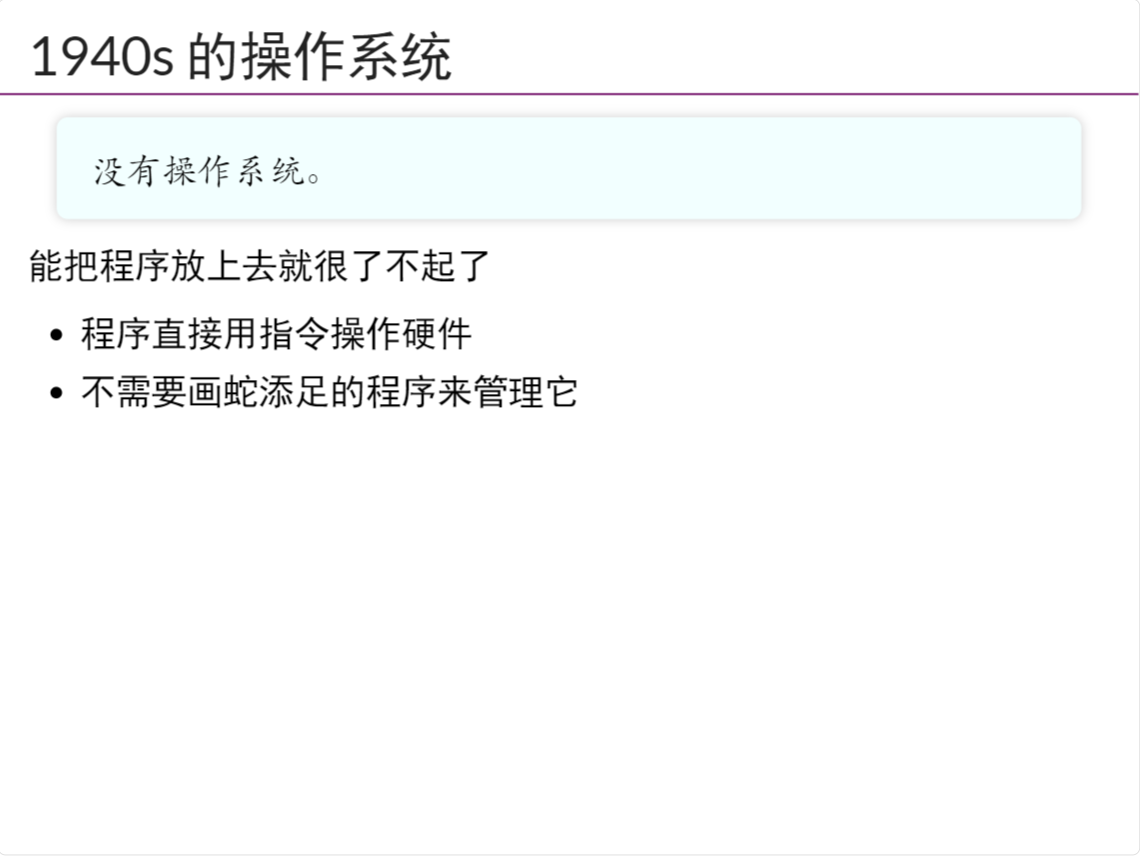 1940s 的操作系统
没有操作系统。
能把程序放上去就很了不起了
程序直接用指令操作硬件
不需要画蛇添足的程序来管理它